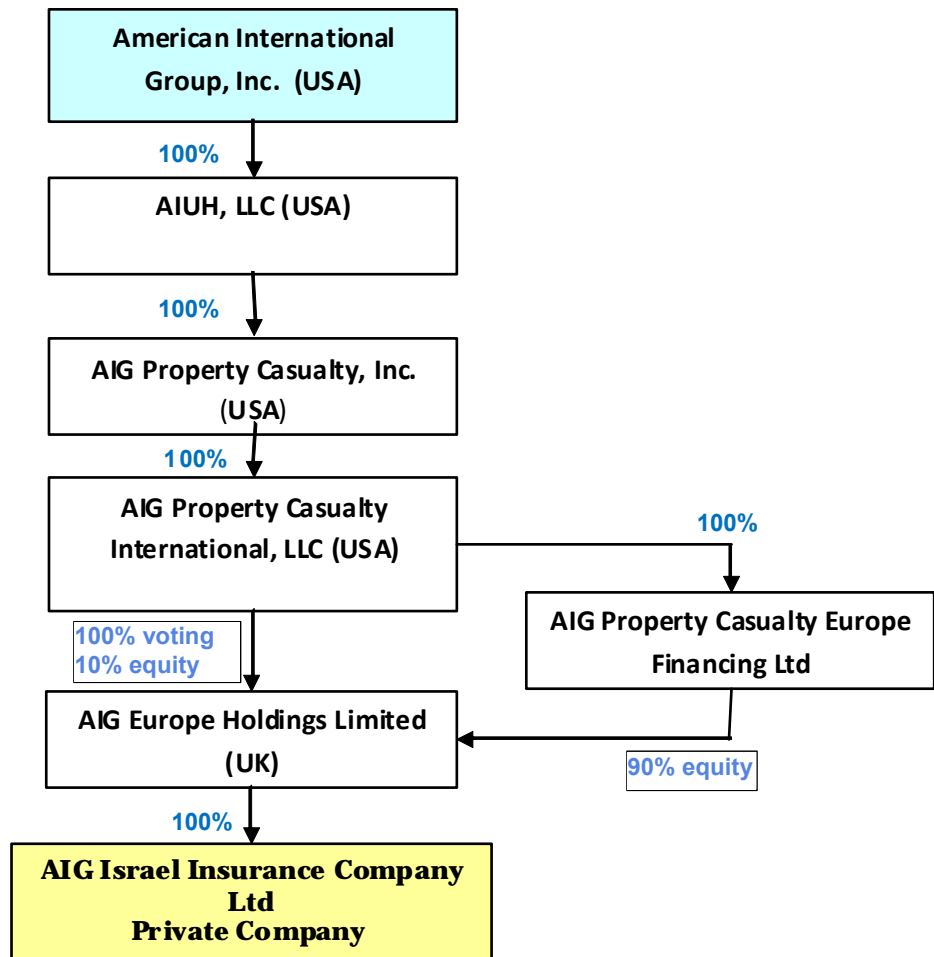 American International
Group, Inc. (USA)
100%
AIUH, LLC (USA)
100%
AIG Property Casualty, Inc.
(USA)
100%
AIG Property Casualty
International, LLC (USA)
100%
AIG Property Casualty Europe
Financing Ltd
100% voting
10% equity
AIG Europe Holdings Limited
(UK)
90% equity
100%
AIG Israel Insurance Company
Ltd
Private Company